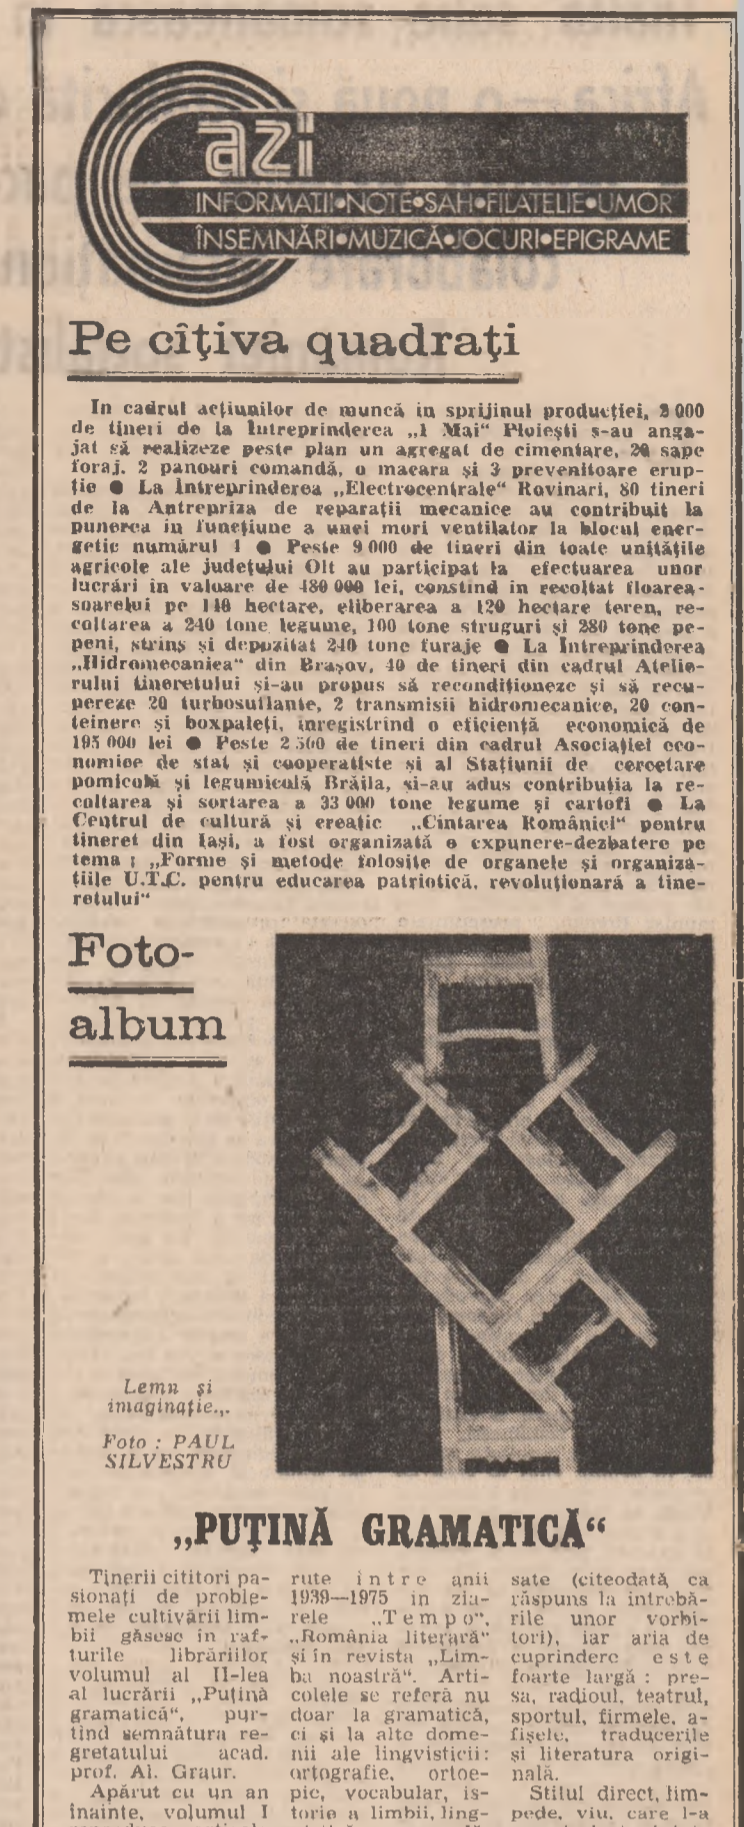 azi
INFORMAȚII•NOTE•ŞAH•FILATELIE•UMOR
ÎNSEMNĂRI•MUZICĂ•JOCURI•EPIGRAME
Pe cîţiva quadraţi
In cadrul acţiunilor de muncă in sprijinul producţiei, 2 000
de tineri de la Intreprinderea „1 Mai“ Ploieşti s-au anga-
jat să realizeze peste plan un agregat de cimentare, 20 sape
foraj. 2 panouri comandă, o macara şi 3 prevenitoare erup-
ţie ● La Intreprinderea „Electrocentrale“ Rovinari, 80 tineri
de la Antrepriza de reparaţii mecanice au contribuit la
punerea in funcţiune a unei mori ventilator la blocul ener-
getic numărul 1 ● Peste 9 000 de tineri din toate unităţile
agricole ale judeţului Olt au participat la efectuarea unor
lucrări in valoare de 480 000 lei, constind in recoltat floarea-
soarelui pe hectare, eliberarea a 120 hectare teren, re-
coltarea a 240 tone legume, 100 tone struguri şi 280 tone pe-
peni, strins şi depozitat 240 tone furaje ● La Intreprinderea
„Hidromecanica“ din Braşov, 40 de tineri din cadrul Atelie-
rului tineretului şi-au propus să recondiţioneze şi să recu-
pereze 20 turbosuflante, 2 transmisii hidromecanice, 20 con-
teinere şi boxpaleţi, inregistrind o eficienţă economică de
195 000 lei ● Peste 2 500 de tineri din cadrul Asociaţiei eco-
nomice de stat şi cooperatiste şi al Staţiunii de cercetare
pomicolă şi legumicolă Brăila, şi-au adus contribuţia la re-
coltarea şi sortarea a 33 000 tone legume şi cartofi ● La
Centrul de cultură şi creaţie „Cintarea României“ pentru
tineret din Iaşi, a fost organizată o expunere-dezbatere pe
tema : „Forme şi metode folosite de organele şi organiza-
ţiile U.T.C. pentru educarea patriotică, revoluţionară a tine-
retului“
Foto-
album
Lemn şi
imaginaţie...
Foto : PAUL
SILVESTRU
„PUŢINĂ GRAMATICĂ“
Tinerii cititori pa-
sionaţi de proble-
mele cultivării lim-
bii găsesc in raf-
turile librăriilor
volumul al II-lea
al lucrării „Puţină
gramatică“, pur-
tind semnătura re-
gretatului acad.
prof. Al. Graur.
Apărut cu un an
înainte, volumul I
rute intre anii
1939—1975 in zia-
rele „Tempo“,
„România literară“
şi in revista „Lim-
ba noastră“. Arti-
colele se referă nu
doar la gramatică,
ci şi la alte dome-
nii ale lingvisticii:
ortografie, ortoe-
pie, vocabular, is-
torie a limbii, ling-
sate (citeodată ca
răspuns la intrebă-
rile unor vorbi-
tori), iar aria de
cuprindere este
foarte largă : pre-
sa, radioul, teatrul,
sportul, firmele, a-
fişele, traducerile
şi literatura origi-
nală.
Stilul direct, lim-
pede, viu, care l-a